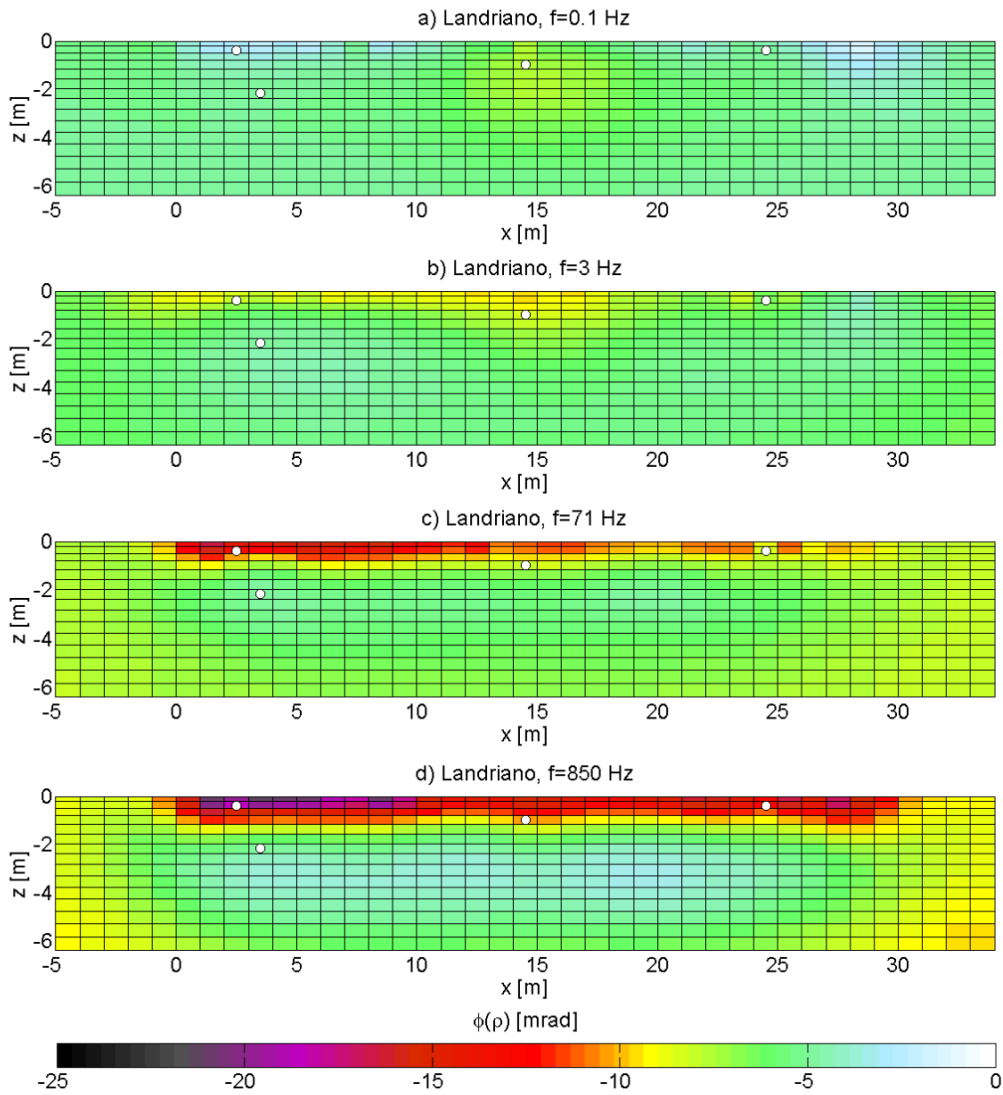 a) Landriano, f=0.1 Hz
0
-2
-4
-6
z [m]
-5 0 5 10 15 20 25 30
x [m]
b) Landriano, f=3 Hz
0
-2
-4
-6
z [m]
-5 0 5 10 15 20 25 30
x [m]
c) Landriano, f=71 Hz
0
-2
-4
-6
z [m]
-5 0 5 10 15 20 25 30
x [m]
d) Landriano, f=850 Hz
0
-2
-4
-6
z [m]
-5 0 5 10 15 20 25 30
x [m]
ϕ(ρ) [mrad]
-25 -20 -15 -10 -5 0